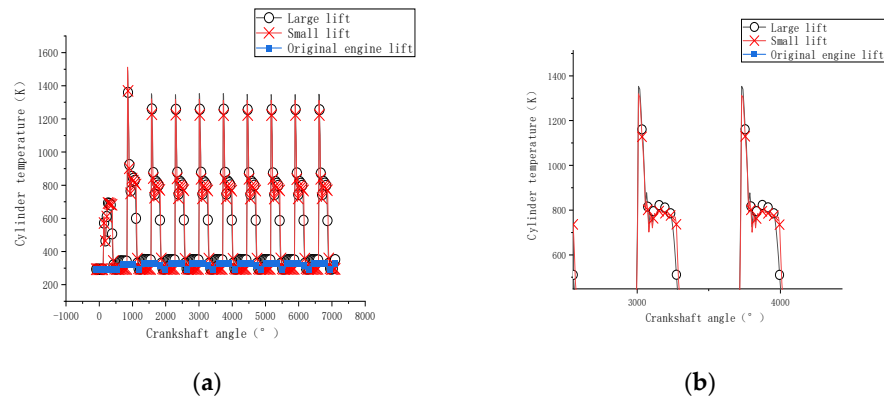 Large lift
Small lift
Original engine lift
Cylinder temperature (K)
1600
1400
1200
1000
800
600
400
200
-1000 0 1000 2000 3000 4000 5000 6000 7000 8000
Crankshaft angle (°)
(a)
Large lift
Small lift
Original engine lift
Cylinder temperature (K)
1400
1200
1000
800
600
3000 4000
Crankshaft angle (°)
(b)